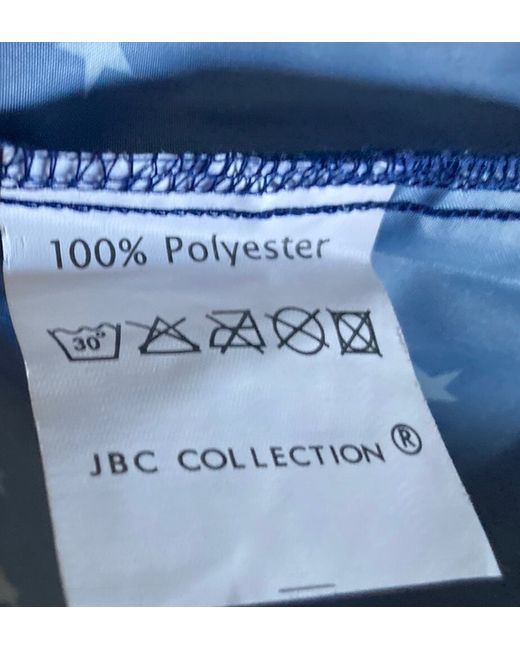 100% Polyester
30°
JBC COLLECTION®